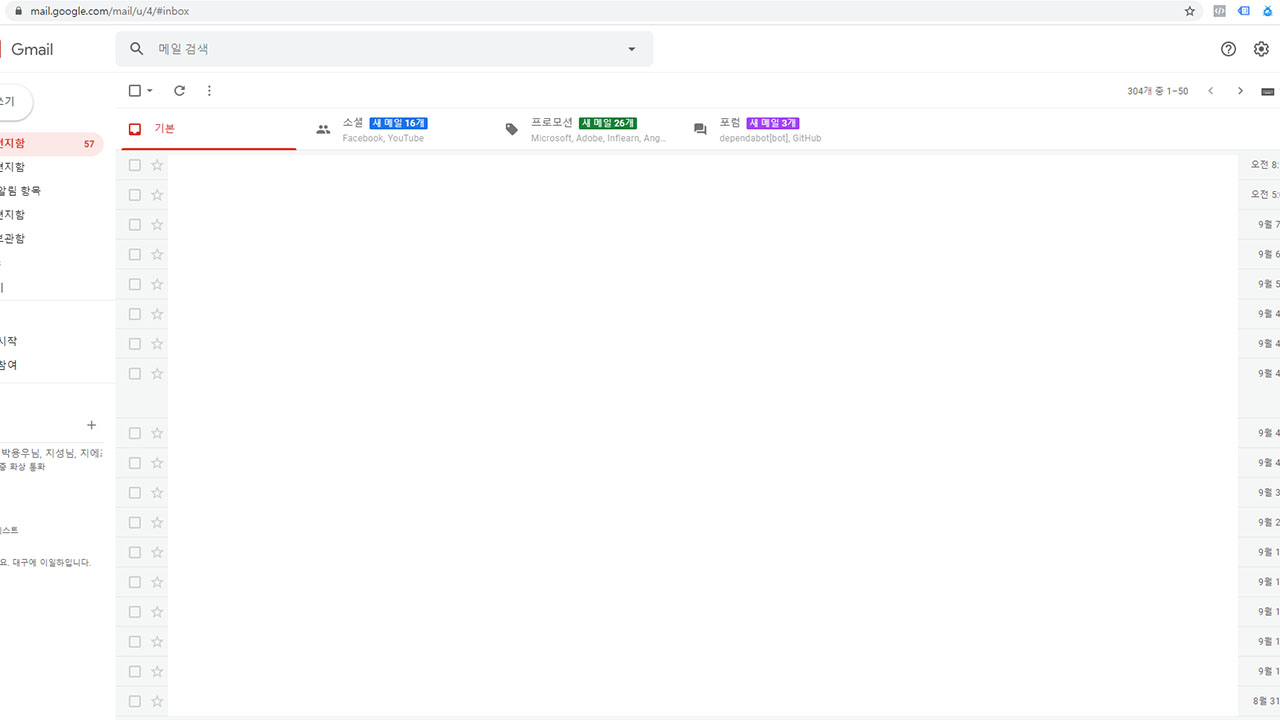 mail.google.com/mail/u/4/#inbox
Gmail
메일 검색
304개 중 1–50
기본
소셜 새 메일 16개
Facebook, YouTube
프로모션 새 메일 26개
Microsoft, Adobe, Inflearn, Ang...
포럼 새 메일 3개
dependabot[bot], GitHub
쓰기
편지함 57
편지함
알림 항목
편지함
보관함
시작
참여
박용우님, 지성님, 지에
중 화상 통화
스트
요. 대구에 이일하입니다.
오전 8:
오전 5:
9월 7
9월 6
9월 5
9월 4
9월 4
9월 4
9월 4
9월 4
9월 3
9월 2
9월 1
9월 1
9월 1
9월 1
9월 1
8월 31